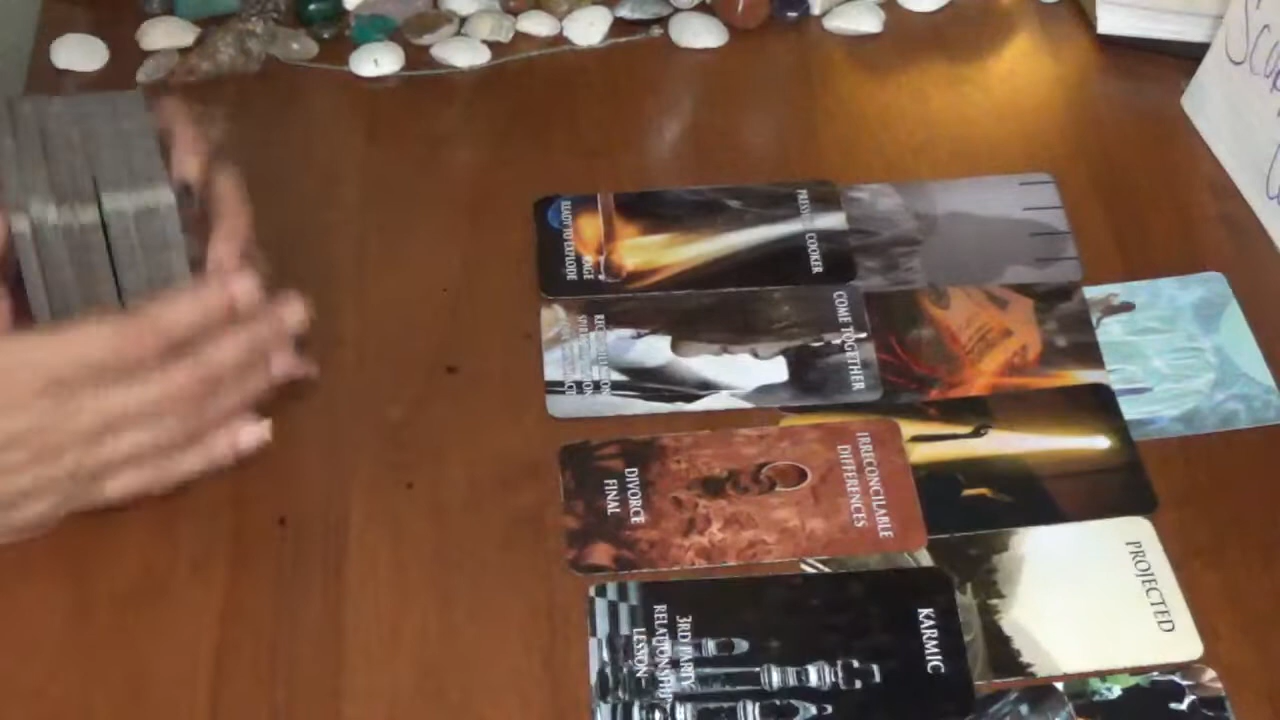 PRESSURE COOKER
READY TO EXPLODE
COME TOGETHER
IRRECONCILABLE
DIFFERENCES
DIVORCE
FINAL
PROJECTED
KARMIC
3RD PARTY
RELATIONSHIP
LESSON-